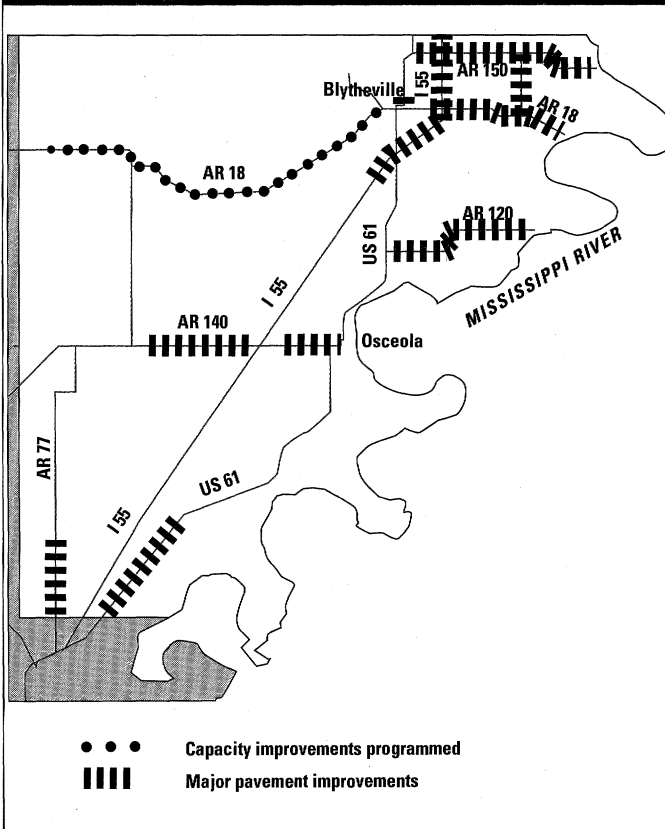 AR 150
I 55
Blytheville
AR 18
AR 18
AR 120
US 61
MISSISSIPPI RIVER
I 55
AR 140
Osceola
AR 77
US 61
I 55
Capacity improvements programmed
Major pavement improvements